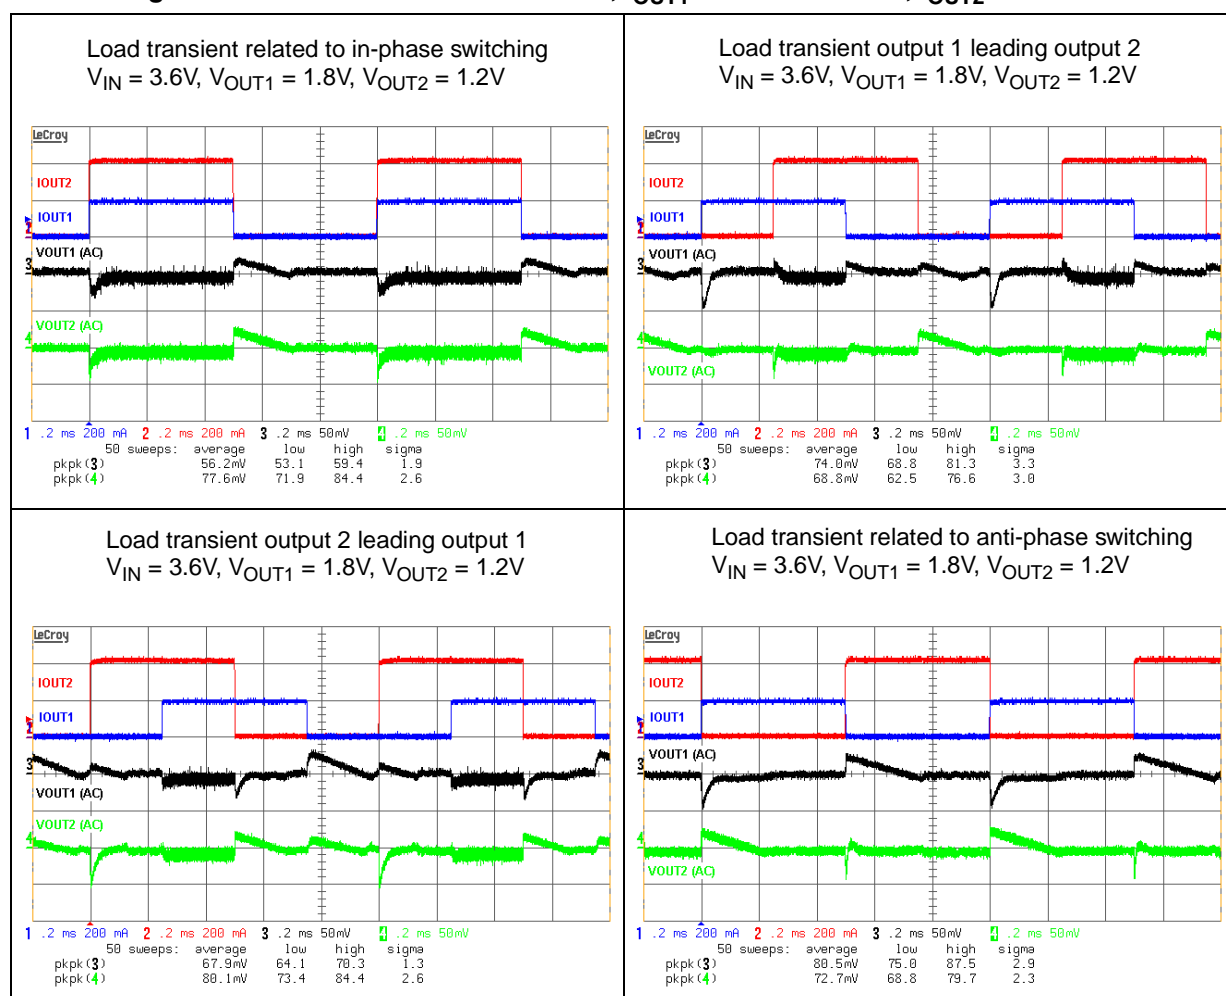 Load transient related to in-phase switching
VIN = 3.6V, VOUT1 = 1.8V, VOUT2 = 1.2V
LeCroy
IOUT2
IOUT1
VOUT1 (AC)
3
VOUT2 (AC)
4
1 .2 ms 200 mA 2 .2 ms 200 mA 3 .2 ms 50mV 4 .2 ms 50mV
50 sweeps: average low high sigma
pkpk(3) 56.2mV 53.1 59.4 1.9
pkpk(4) 77.6mV 71.9 84.4 2.6
Load transient output 1 leading output 2
VIN = 3.6V, VOUT1 = 1.8V, VOUT2 = 1.2V
LeCroy
IOUT2
IOUT1
VOUT1 (AC)
3
4
VOUT2 (AC)
1 .2 ms 200 mA 2 .2 ms 200 mA 3 .2 ms 50mV 4 .2 ms 50mV
50 sweeps: average low high sigma
pkpk(3) 74.0mV 68.8 81.3 3.3
pkpk(4) 68.8mV 62.5 76.6 3.0
Load transient output 2 leading output 1
VIN = 3.6V, VOUT1 = 1.8V, VOUT2 = 1.2V
LeCroy
IOUT2
IOUT1
3
VOUT1 (AC)
VOUT2 (AC)
4
1 .2 ms 200 mA 2 .2 ms 200 mA 3 .2 ms 50mV 4 .2 ms 50mV
50 sweeps: average low high sigma
pkpk(3) 67.9mV 64.1 70.3 1.3
pkpk(4) 80.1mV 73.4 84.4 2.6
Load transient related to anti-phase switching
VIN = 3.6V, VOUT1 = 1.8V, VOUT2 = 1.2V
LeCroy
IOUT2
IOUT1
VOUT1 (AC)
3
4
VOUT2 (AC)
1 .2 ms 200 mA 2 .2 ms 200 mA 3 .2 ms 50mV 4 .2 ms 50mV
50 sweeps: average low high sigma
pkpk(3) 80.5mV 75.0 87.5 2.9
pkpk(4) 72.7mV 68.8 79.7 2.3